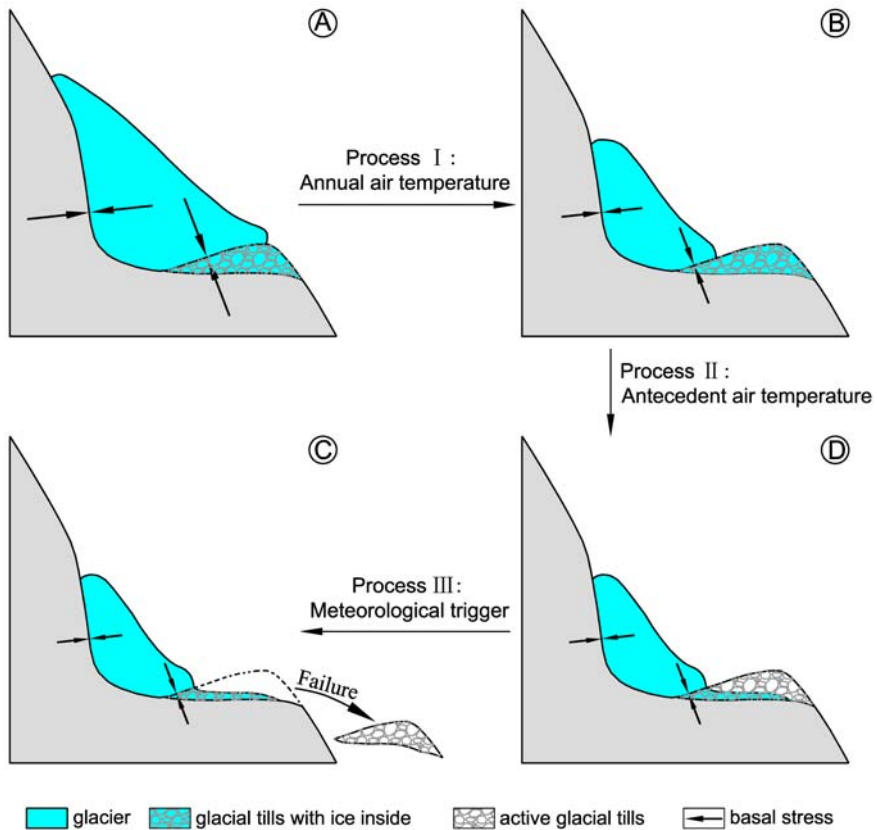 A
B
Process Ⅰ:
Annual air temperature
Process Ⅱ:
Antecedent air temperature
C
D
Process Ⅲ:
Meteorological trigger
Failure
glacier
glacial tills with ice inside
active glacial tills
basal stress